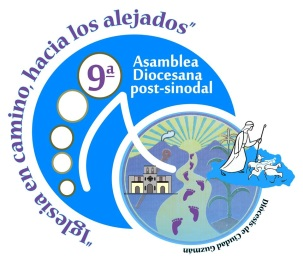 "Iglesia en camino, hacia los alejados"
9ª
Asamblea
Diocesana
post-sinodal
Diócesis de Ciudad Guzmán